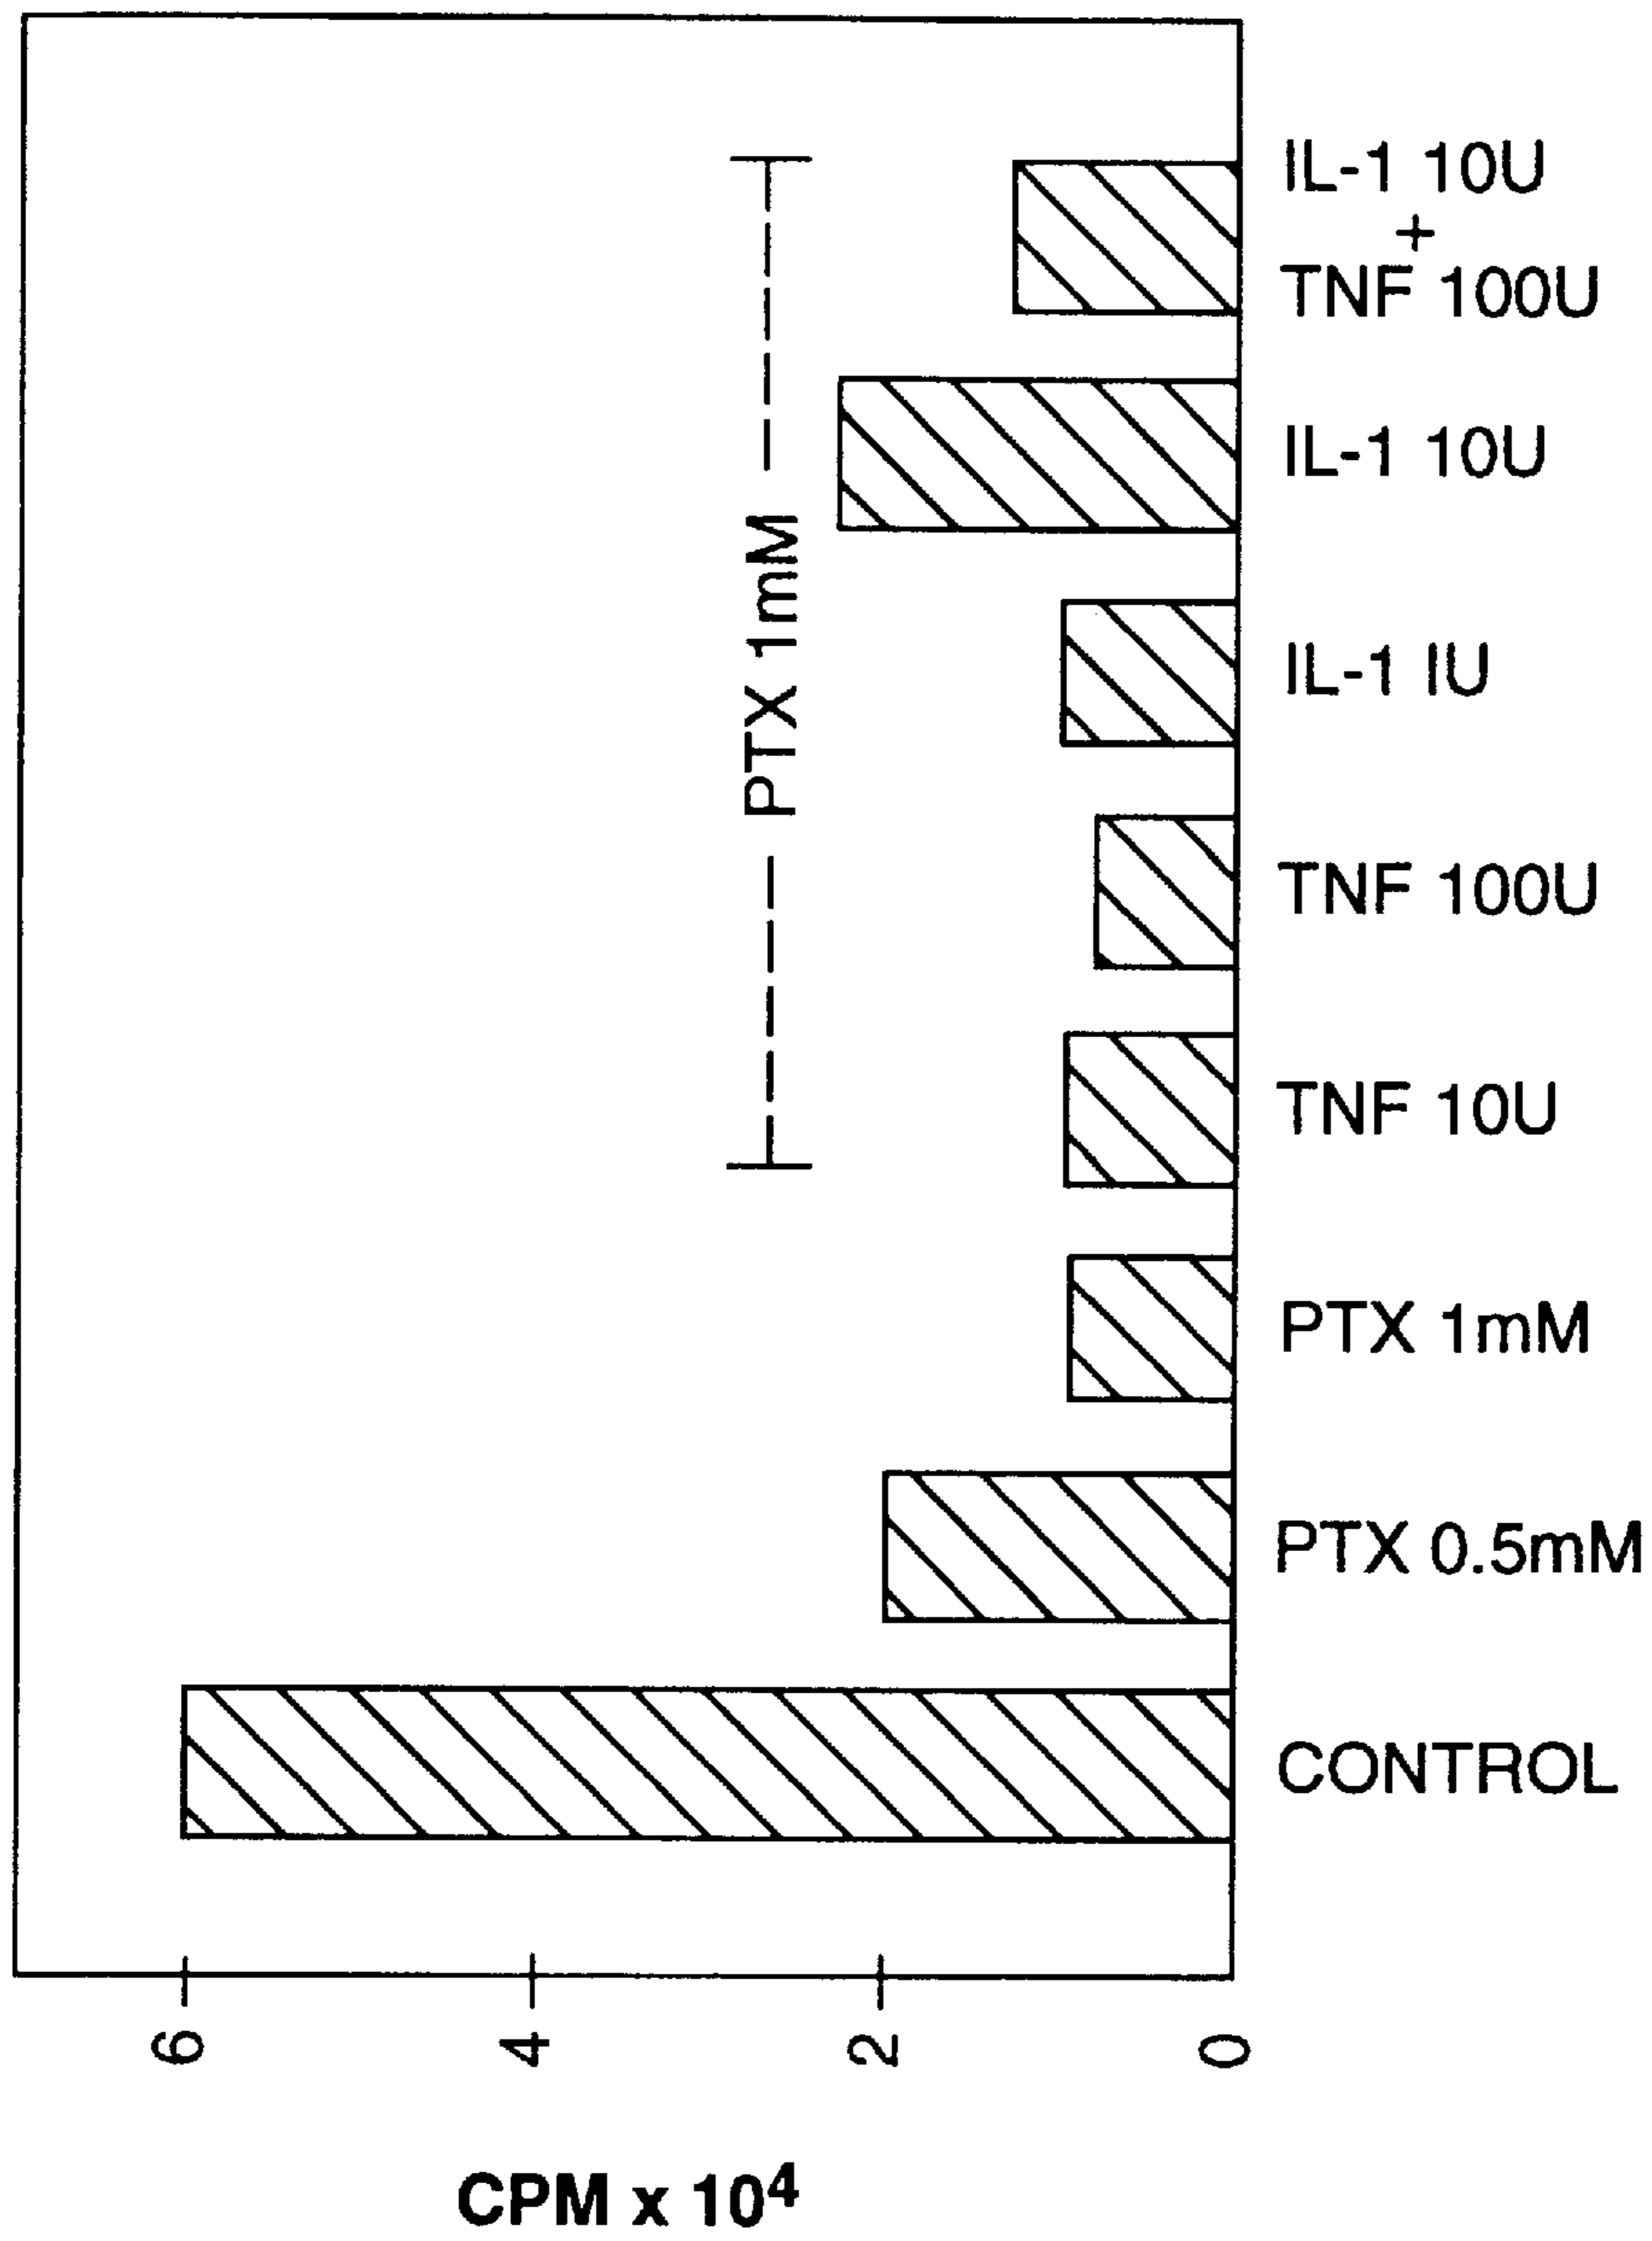 IL-1 10U
+
TNF 100U
IL-1 10U
IL-1 IU
TNF 100U
TNF 10U
PTX 1mM
PTX 0.5mM
CONTROL
PTX 1mM
6
4
2
0
CPM x 10⁴